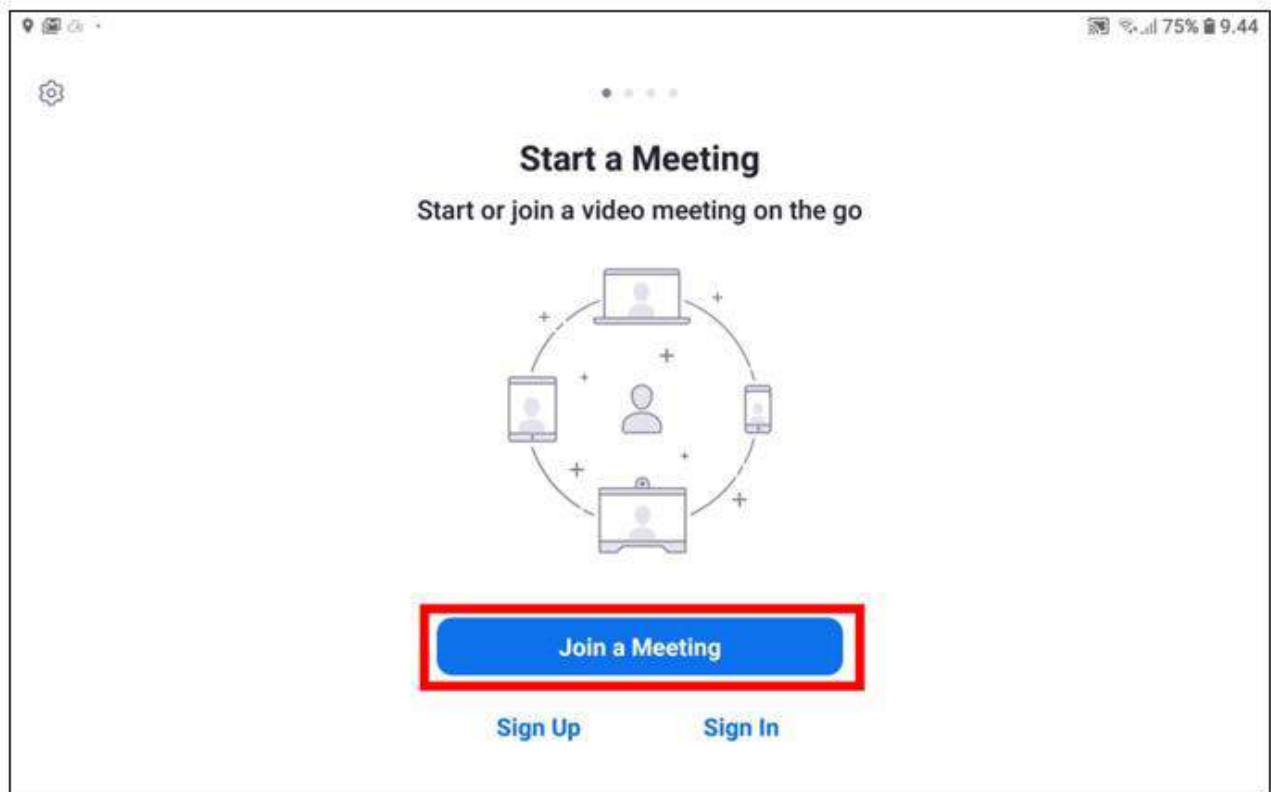 75% 9.44
Start a Meeting
Start or join a video meeting on the go
Join a Meeting
Sign Up Sign In